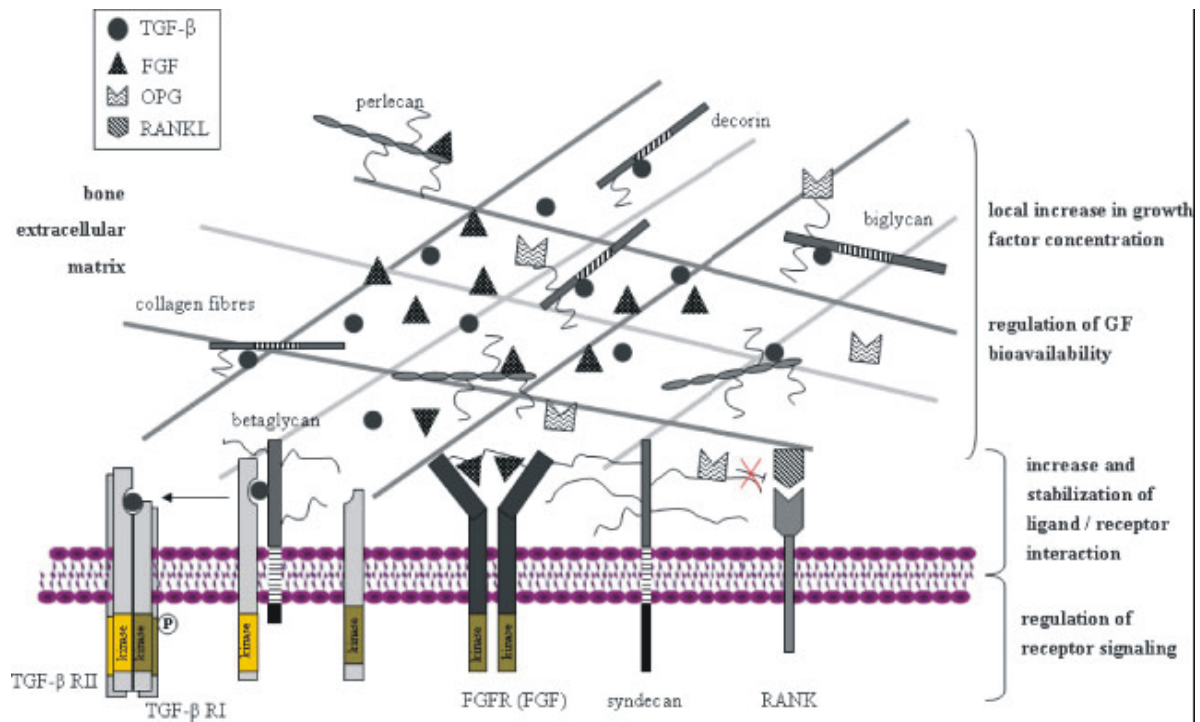 TGF-β
FGF
OPG
RANKL
perlecan
decorin
bone
extracellular
matrix
biglycan
local increase in growth
factor concentration
collagen fibres
regulation of GF
bioavailability
betaglycan
increase and
stabilization of
ligand / receptor
interaction
kinase
kinase
P
kinase
kinase
kinase
kinase
regulation of
receptor signaling
TGF-β RII
TGF-β RI
FGFR (FGF)
syndecan
RANK